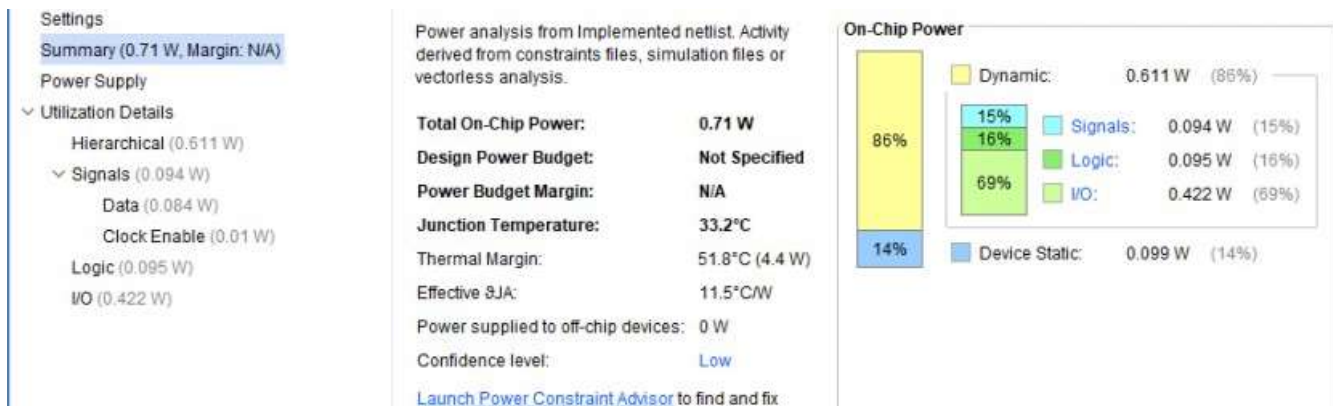 Settings
Summary (0.71 W, Margin: N/A)
Power Supply
Utilization Details
Hierarchical (0.611 W)
Signals (0.094 W)
Data (0.084 W)
Clock Enable (0.01 W)
Logic (0.095 W)
I/O (0.422 W)
Power analysis from Implemented netlist. Activity
derived from constraints files, simulation files or
vectorless analysis.
Total On-Chip Power: 0.71 W
Design Power Budget: Not Specified
Power Budget Margin: N/A
Junction Temperature: 33.2°C
Thermal Margin: 51.8°C (4.4 W)
Effective ϑJA: 11.5°C/W
Power supplied to off-chip devices: 0 W
Confidence level: Low
Launch Power Constraint Advisor to find and fix
On-Chip Power
86%
14%
Dynamic: 0.611 W (86%)
15%
16%
69%
Signals: 0.094 W (15%)
Logic: 0.095 W (16%)
I/O: 0.422 W (69%)
Device Static: 0.099 W (14%)